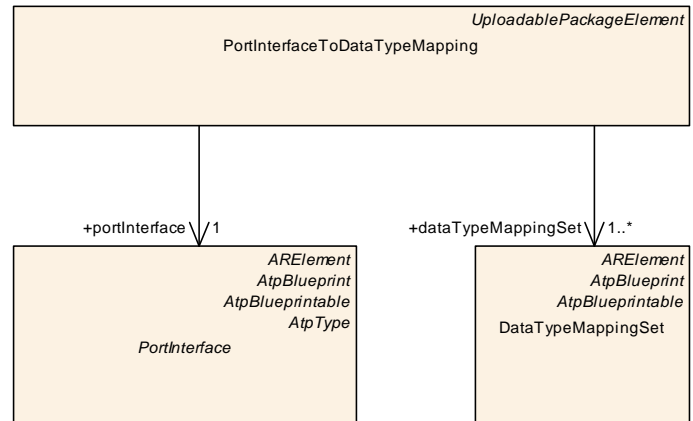 UploadablePackageElement
PortInterfaceToDataTypeMapping
+portInterface 1
+dataTypeMappingSet 1..*
ARElement
AtpBlueprint
AtpBlueprintable
AtpType
PortInterface
ARElement
AtpBlueprint
AtpBlueprintable
DataTypeMappingSet